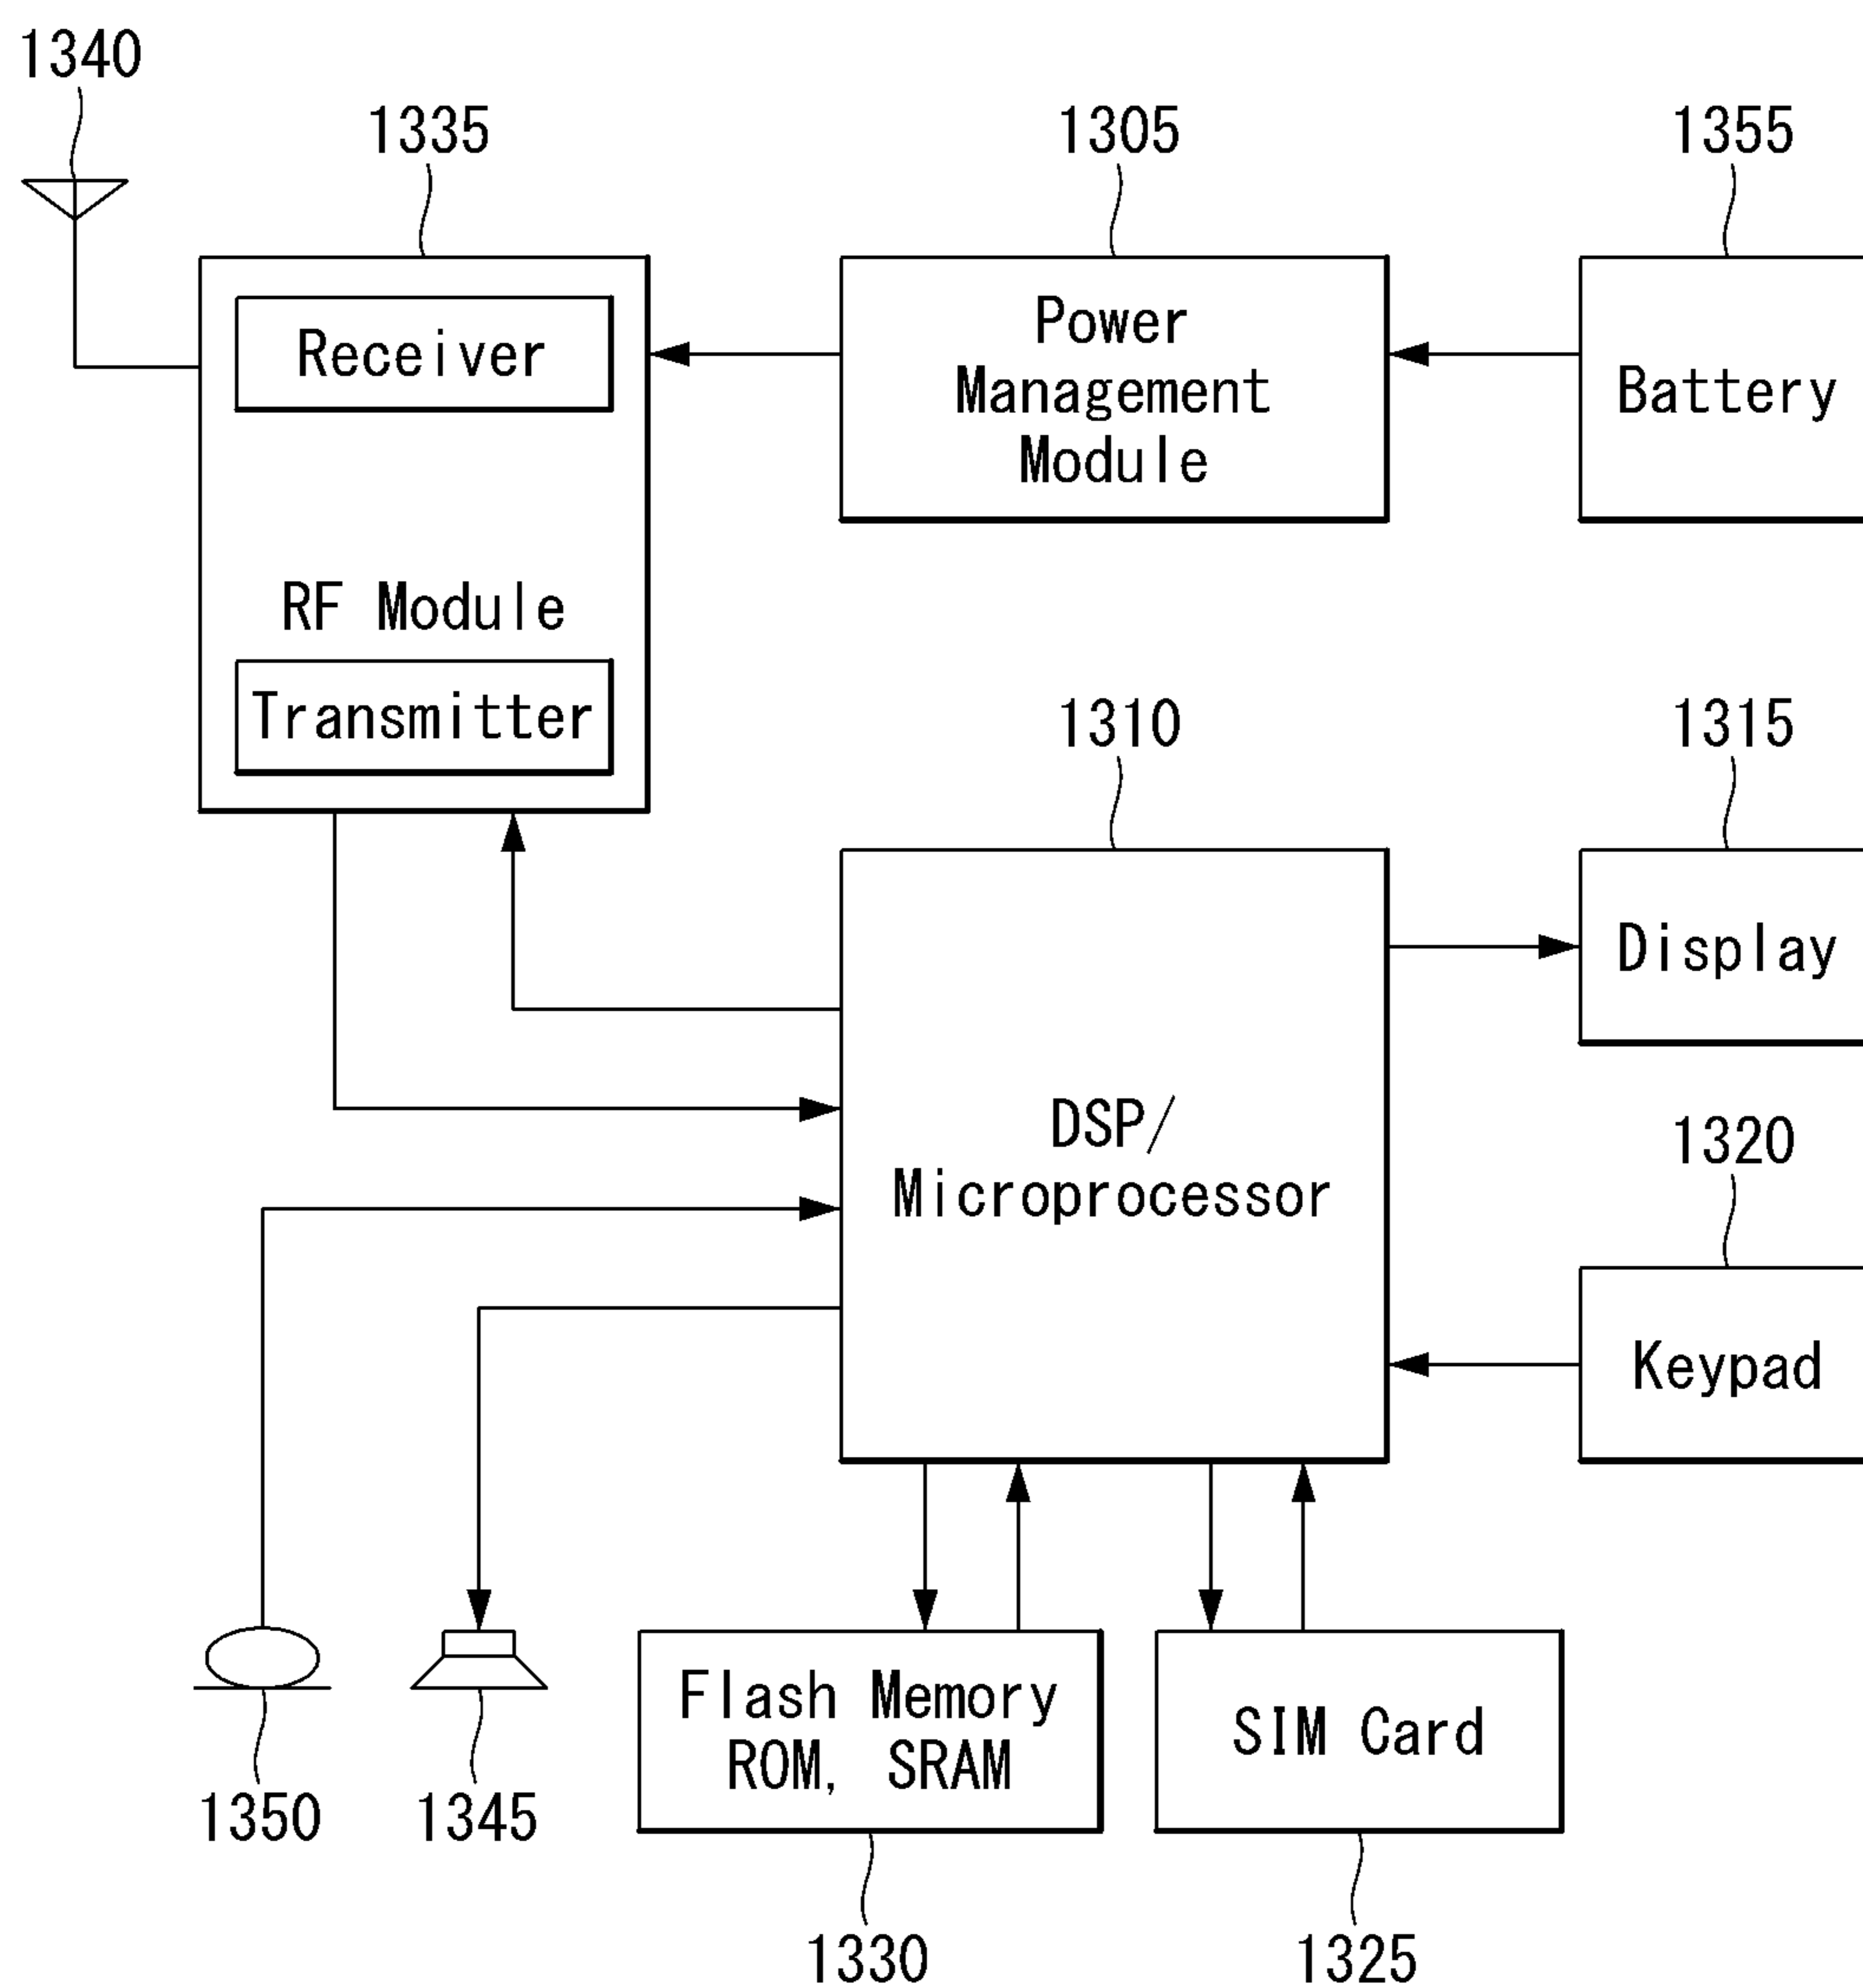 1340
1335
1305
1355
Receiver
RF Module
Transmitter
Power
Management
Module
Battery
1310
1315
DSP/
Microprocessor
Display
1320
Keypad
Flash Memory
ROM, SRAM
SIM Card
1350
1345
1330
1325